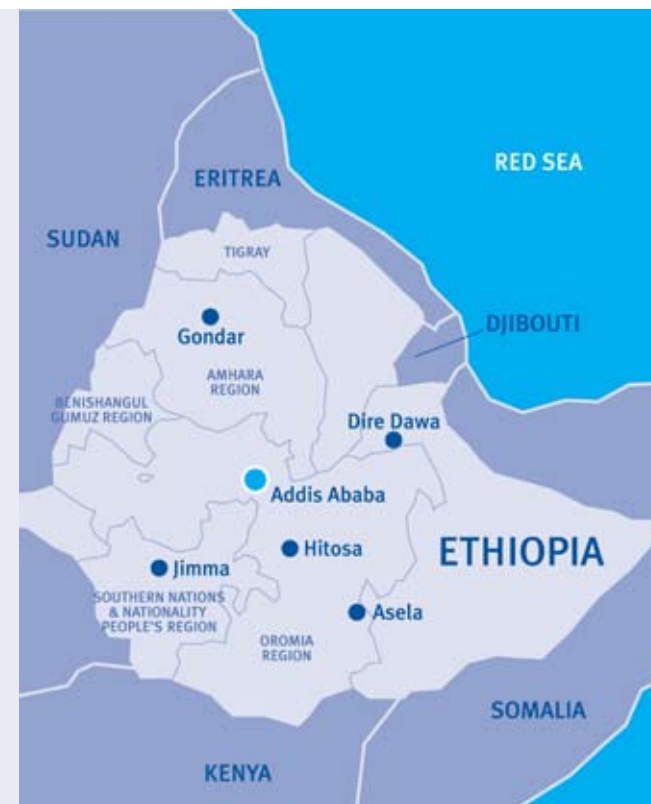 RED SEA
ERITREA
SUDAN
TIGRAY
DJIBOUTI
Gondar
AMHARA
REGION
BENISHANGUL
GUMUZ REGION
Dire Dawa
Addis Ababa
Hitosa
ETHIOPIA
Jimma
SOUTHERN NATIONS
& NATIONALITY
PEOPLE'S REGION
Asela
OROMIA
REGION
SOMALIA
KENYA